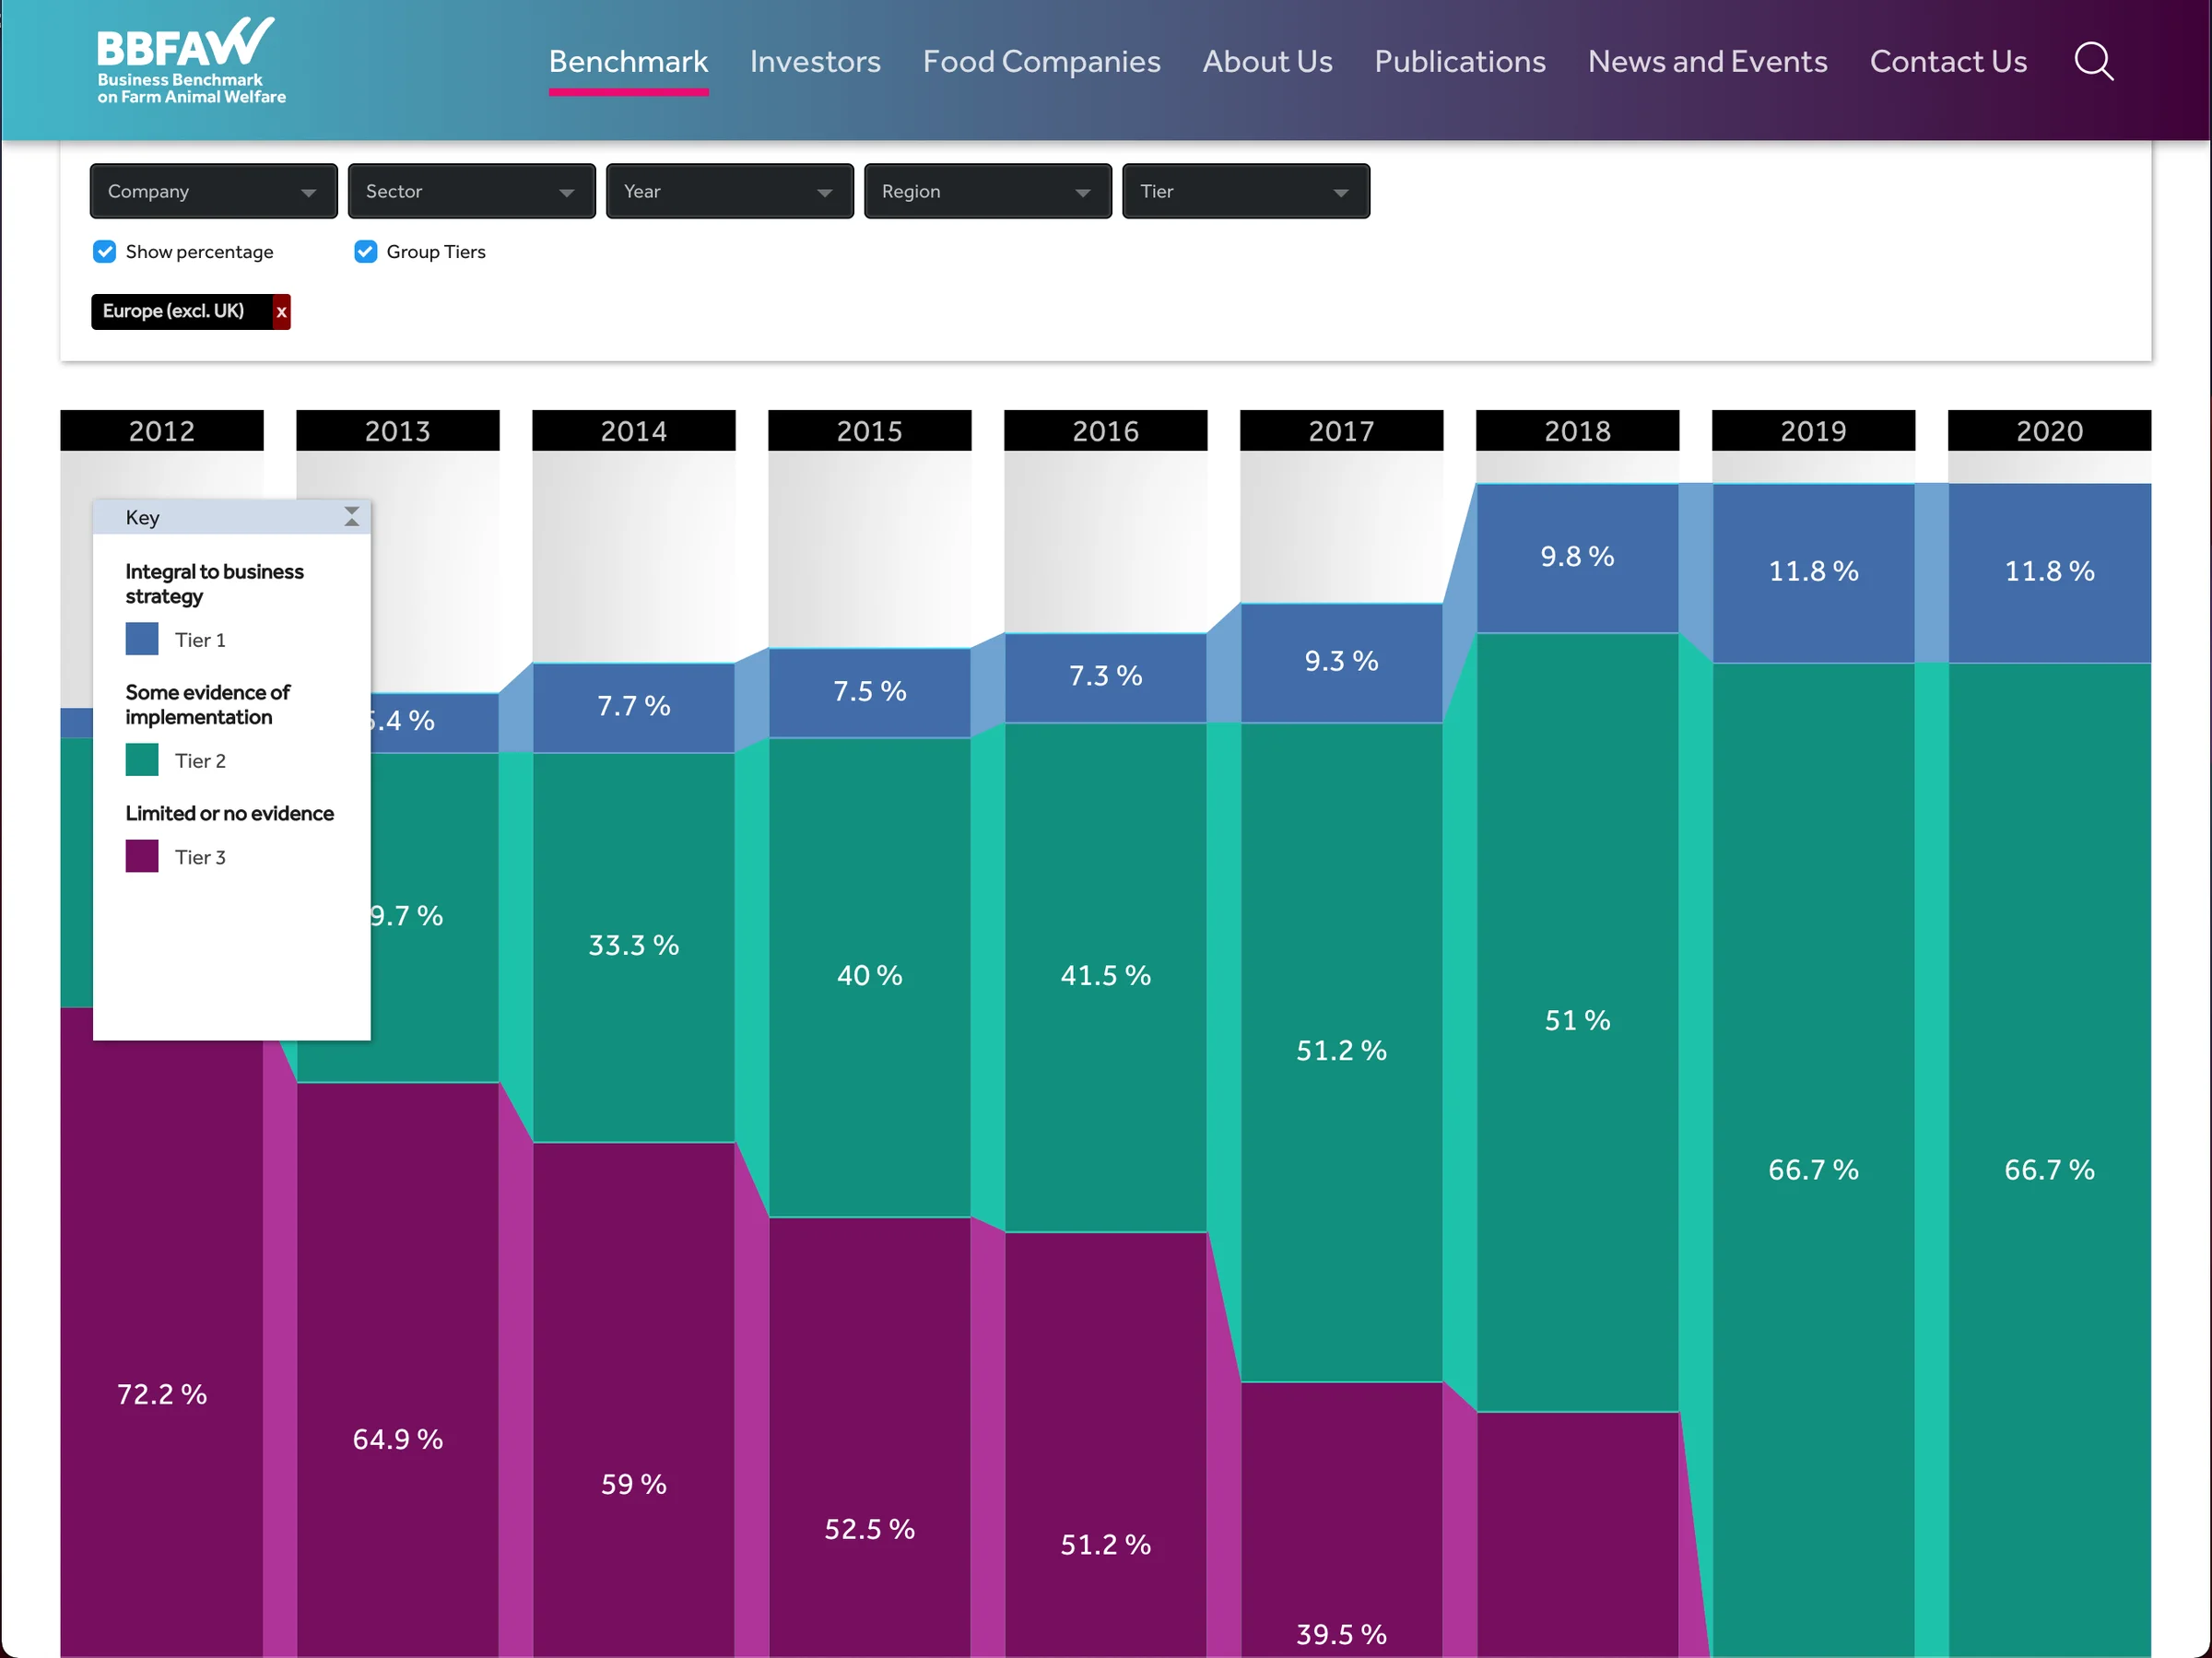 BBFAW
Business Benchmark
on Farm Animal Welfare
Benchmark Investors Food Companies About Us Publications News and Events Contact Us
Company Sector Year Region Tier
Show percentage Group Tiers
Europe (excl. UK) x
2012 2013 2014 2015 2016 2017 2018 2019 2020
Key
Integral to business
strategy
Tier 1
Some evidence of
implementation
Tier 2
Limited or no evidence
Tier 3
.4 % 7.7 % 7.5 % 7.3 % 9.3 % 9.8 % 11.8 % 11.8 %
9.7 % 33.3 % 40 % 41.5 % 51.2 % 51 % 66.7 % 66.7 %
72.2 % 64.9 % 59 % 52.5 % 51.2 % 39.5 %